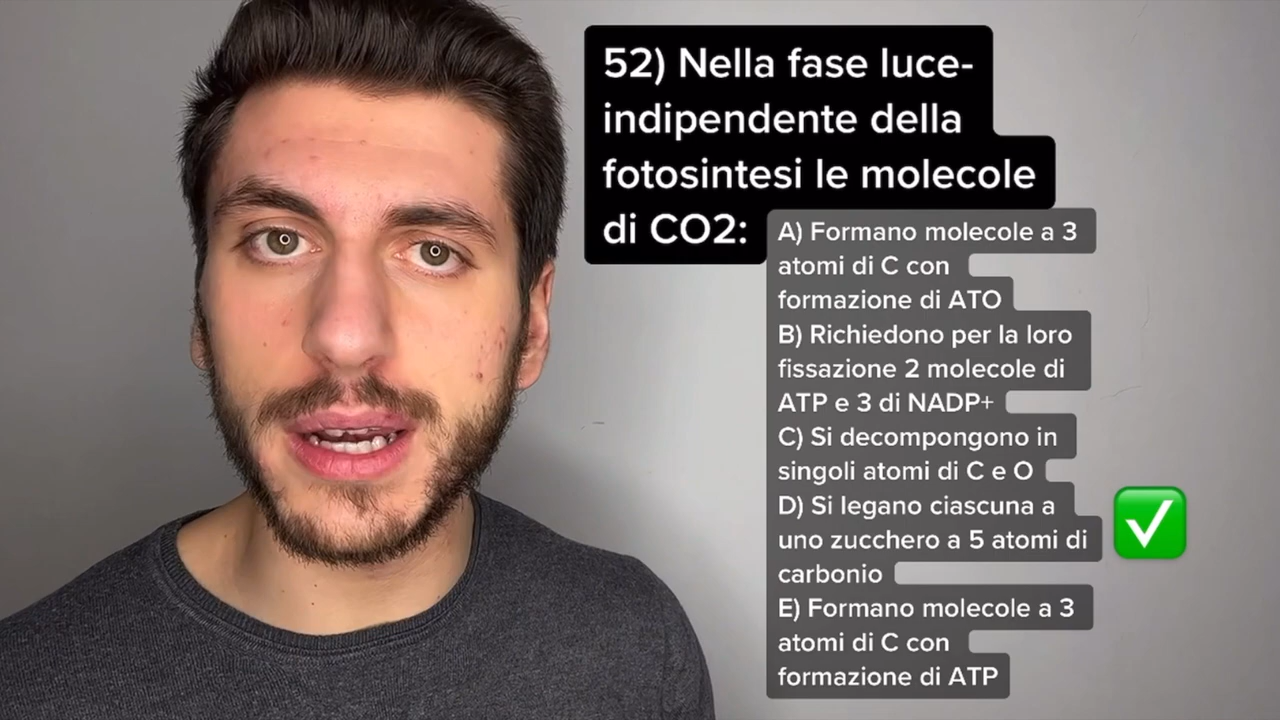 52) Nella fase luce-
indipendente della
fotosintesi le molecole
di CO2:
A) Formano molecole a 3
atomi di C con
formazione di ATO
B) Richiedono per la loro
fissazione 2 molecole di
ATP e 3 di NADP+
C) Si decompongono in
singoli atomi di C e O
D) Si legano ciascuna a
uno zucchero a 5 atomi di
carbonio
E) Formano molecole a 3
atomi di C con
formazione di ATP